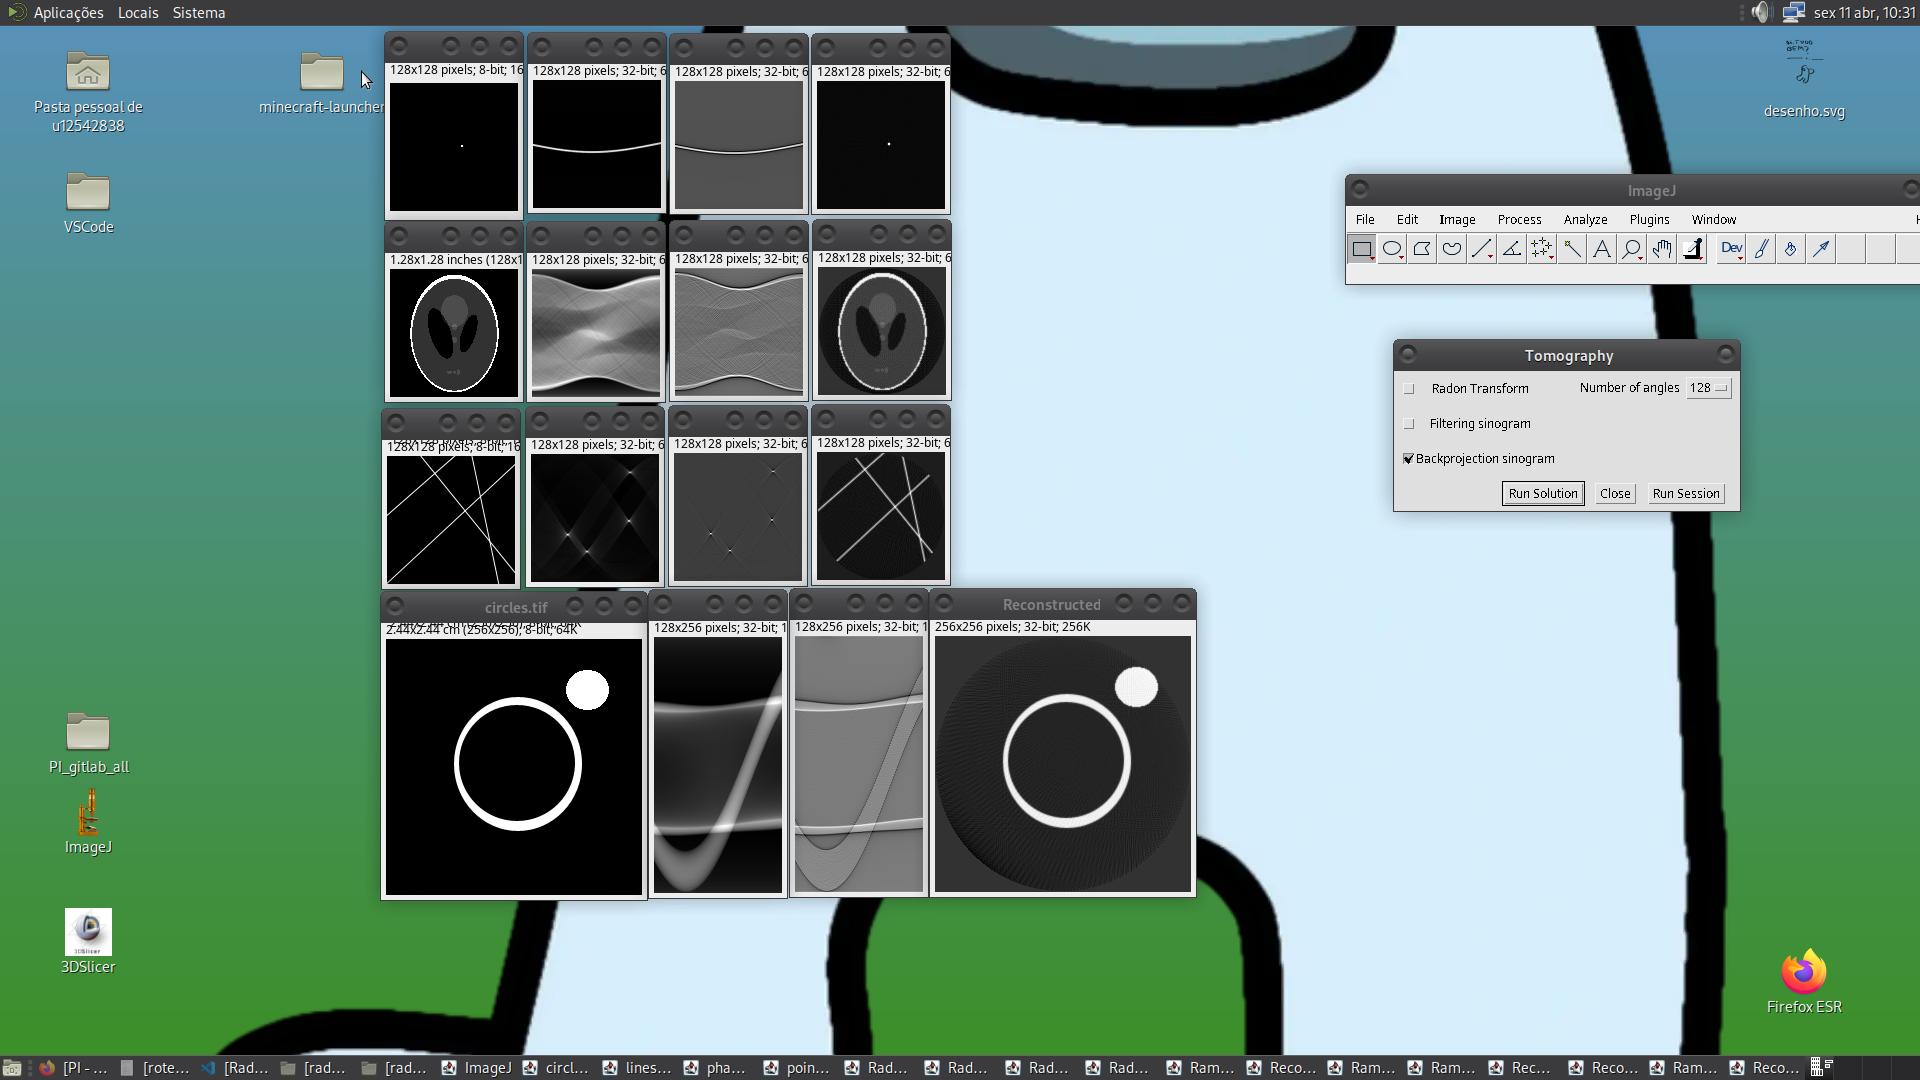 Aplicações Locais Sistema
sex 11 abr, 10:31
Pasta pessoal de
u12542838
minecraft-launcher
desenho.svg
VSCode
128x128 pixels; 8-bit; 16
128x128 pixels; 32-bit; 6
128x128 pixels; 32-bit; 6
128x128 pixels; 32-bit; 6
1.28x1.28 inches (128x1
128x128 pixels; 32-bit; 6
128x128 pixels; 32-bit; 6
128x128 pixels; 32-bit; 6
128x128 pixels; 8-bit; 16
128x128 pixels; 32-bit; 6
128x128 pixels; 32-bit; 6
128x128 pixels; 32-bit; 6
circles.tif
2.44x2.44 cm (256x256); 8-bit; 64K
128x256 pixels; 32-bit; 1
128x256 pixels; 32-bit; 1
Reconstructed
256x256 pixels; 32-bit; 256K
ImageJ
File Edit Image Process Analyze Plugins Window H
Dev
Tomography
Radon Transform Number of angles 128
Filtering sinogram
Backprojection sinogram
Run Solution Close Run Session
PI_gitlab_all
ImageJ
3DSlicer
3DSlicer
Firefox ESR
[PI - ... [rote... [Rad... [rad... [rad... ImageJ circl... lines... pha... poin... Rad... Rad... Rad... Rad... Ram... Reco... Ram... Ram... Rec... Reco... Ram... Reco...